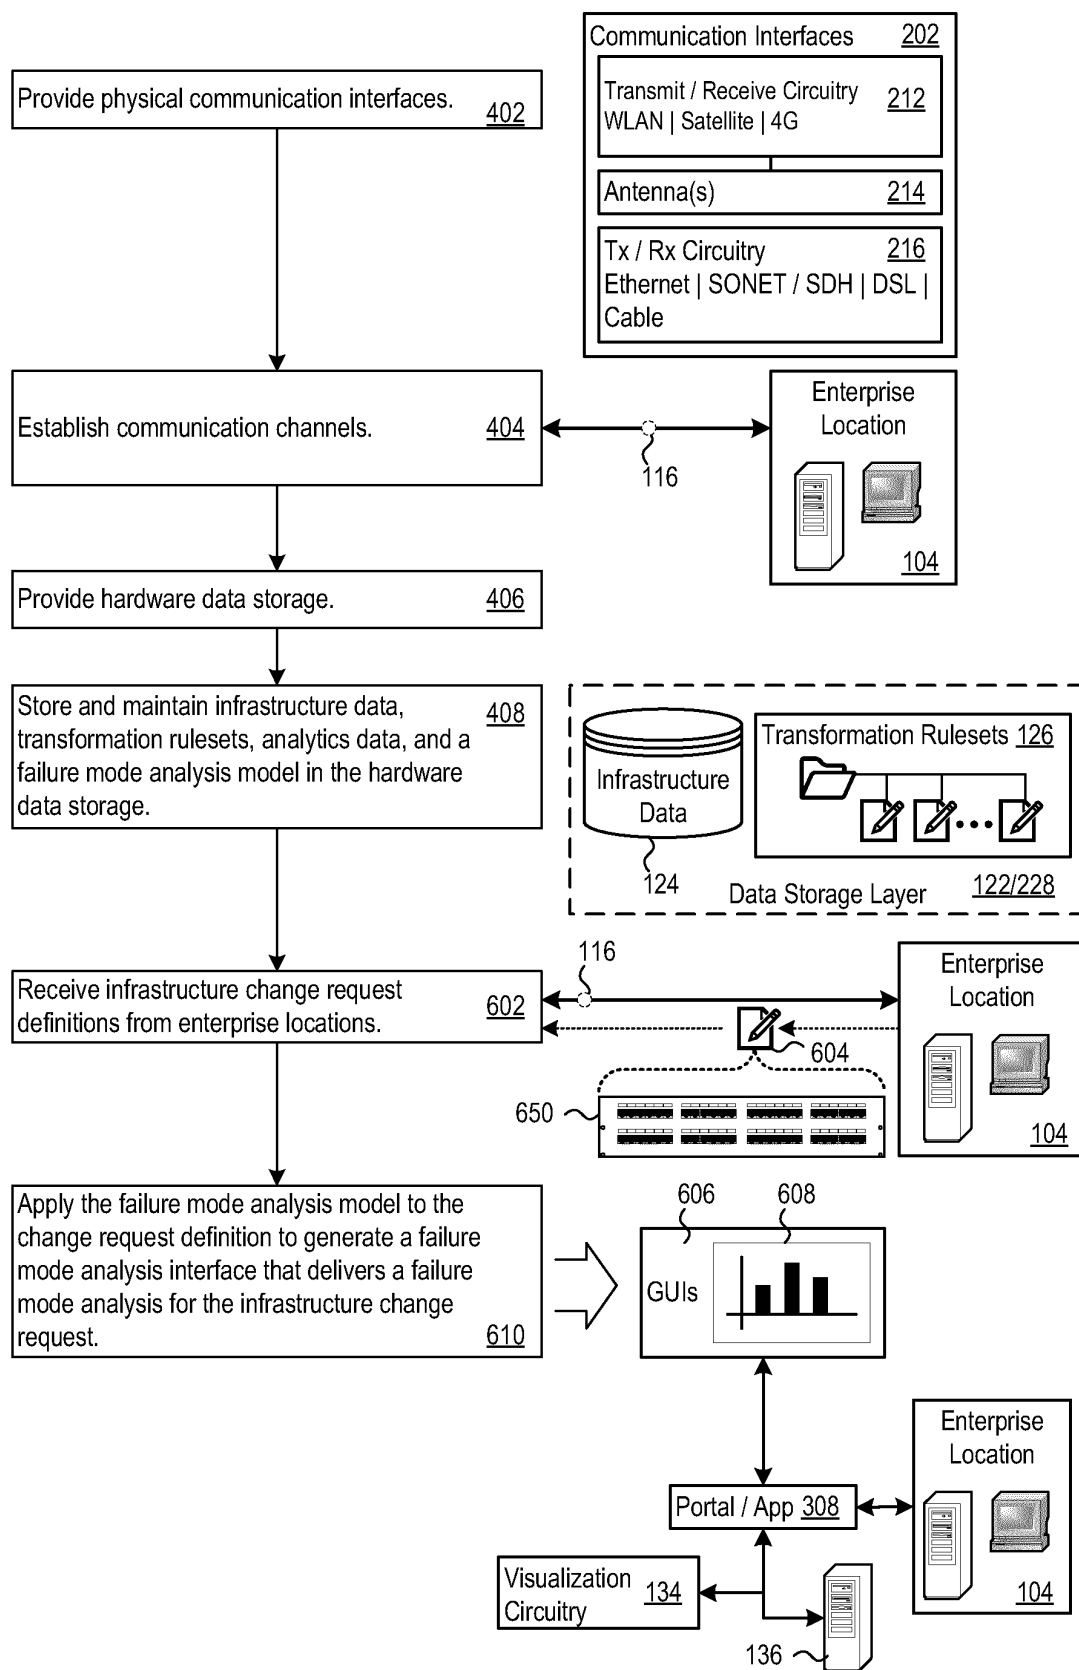 Communication Interfaces 202
Provide physical communication interfaces. 402
Transmit / Receive Circuitry 212
WLAN | Satellite | 4G
Antenna(s) 214
Tx / Rx Circuitry 216
Ethernet | SONET / SDH | DSL |
Cable
Establish communication channels. 404
116
Enterprise
Location
104
Provide hardware data storage. 406
Store and maintain infrastructure data, 408
transformation rulesets, analytics data, and a
failure mode analysis model in the hardware
data storage.
Infrastructure
Data
124
Transformation Rulesets 126
Data Storage Layer 122/228
Receive infrastructure change request
definitions from enterprise locations. 602
116
604
650
Enterprise
Location
104
Apply the failure mode analysis model to the
change request definition to generate a failure
mode analysis interface that delivers a failure
mode analysis for the infrastructure change
request. 610
606
608
GUIs
Portal / App 308
Enterprise
Location
104
Visualization
Circuitry 134
136